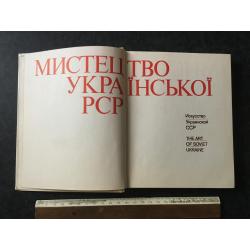 МИСТЕЦТВО
УКРАЇНСЬКОЇ
РСР
Искусство
Украинской
ССР
THE ART
OF SOVIET
UKRAINE